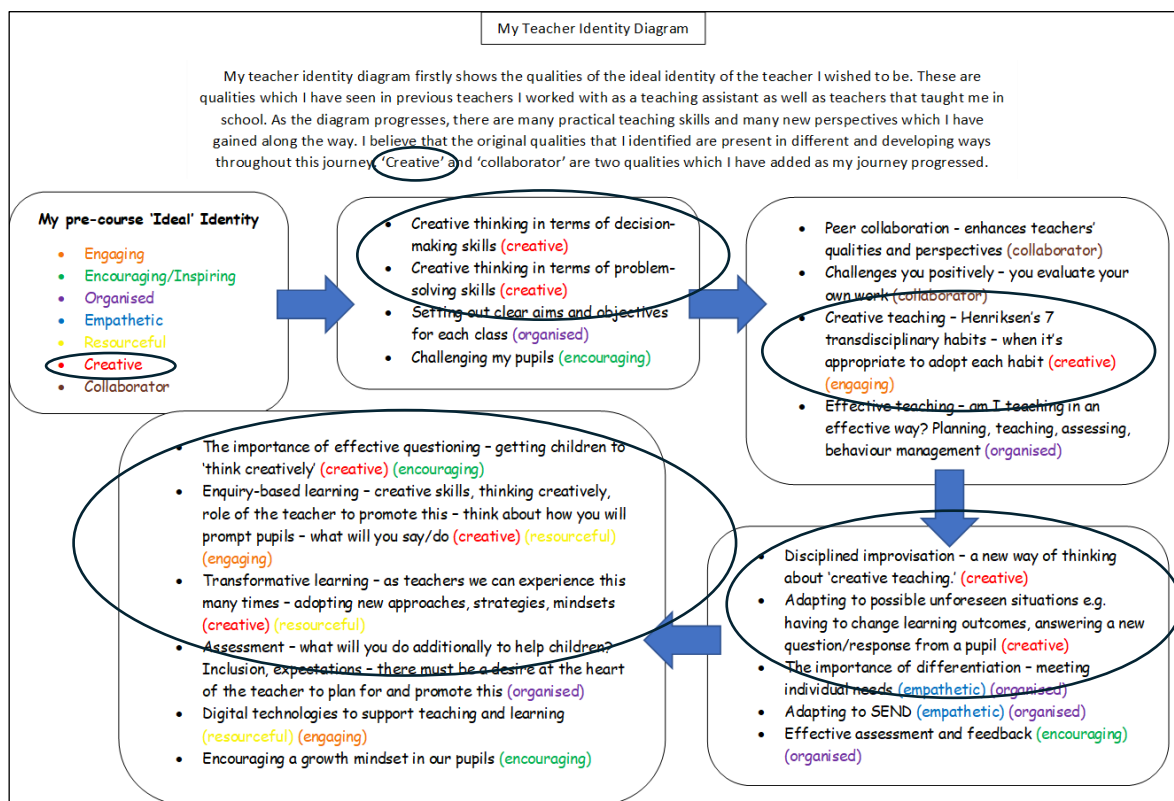 My Teacher Identity Diagram
My teacher identity diagram firstly shows the qualities of the ideal identity of the teacher I wished to be. These are
qualities which I have seen in previous teachers I worked with as a teaching assistant as well as teachers that taught me in
school. As the diagram progresses, there are many practical teaching skills and many new perspectives which I have
gained along the way. I believe that the original qualities that I identified are present in different and developing ways
throughout this journey. ‘Creative’ and ‘collaborator’ are two qualities which I have added as my journey progressed.
My pre-course ‘Ideal’ Identity
• Engaging
• Encouraging/Inspiring
• Organised
• Empathetic
• Resourceful
• Creative
• Collaborator
• Creative thinking in terms of decision-
making skills (creative)
• Creative thinking in terms of problem-
solving skills (creative)
• Setting out clear aims and objectives
for each class (organised)
• Challenging my pupils (encouraging)
• Peer collaboration - enhances teachers’
qualities and perspectives (collaborator)
• Challenges you positively – you evaluate your
own work (collaborator)
• Creative teaching – Henriksen’s 7
transdisciplinary habits – when it’s
appropriate to adopt each habit (creative)
(engaging)
• Effective teaching – am I teaching in an
effective way? Planning, teaching, assessing,
behaviour management (organised)
• Disciplined improvisation – a new way of thinking
about ‘creative teaching.’ (creative)
• Adapting to possible unforeseen situations e.g.
having to change learning outcomes, answering a new
question/response from a pupil (creative)
• The importance of differentiation – meeting
individual needs (empathetic) (organised)
• Adapting to SEND (empathetic) (organised)
• Effective assessment and feedback (encouraging)
(organised)
• The importance of effective questioning – getting children to
‘think creatively’ (creative) (encouraging)
• Enquiry-based learning – creative skills, thinking creatively,
role of the teacher to promote this – think about how you will
prompt pupils – what will you say/do (creative) (resourceful)
(engaging)
• Transformative learning – as teachers we can experience this
many times – adopting new approaches, strategies, mindsets
(creative) (resourceful)
• Assessment – what will you do additionally to help children?
Inclusion, expectations – there must be a desire at the heart
of the teacher to plan for and promote this (organised)
• Digital technologies to support teaching and learning
(resourceful) (engaging)
• Encouraging a growth mindset in our pupils (encouraging)